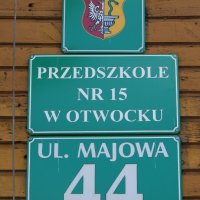 PRZEDSZKOLE
NR 15
W OTWOCKU
UL. MAJOWA
44